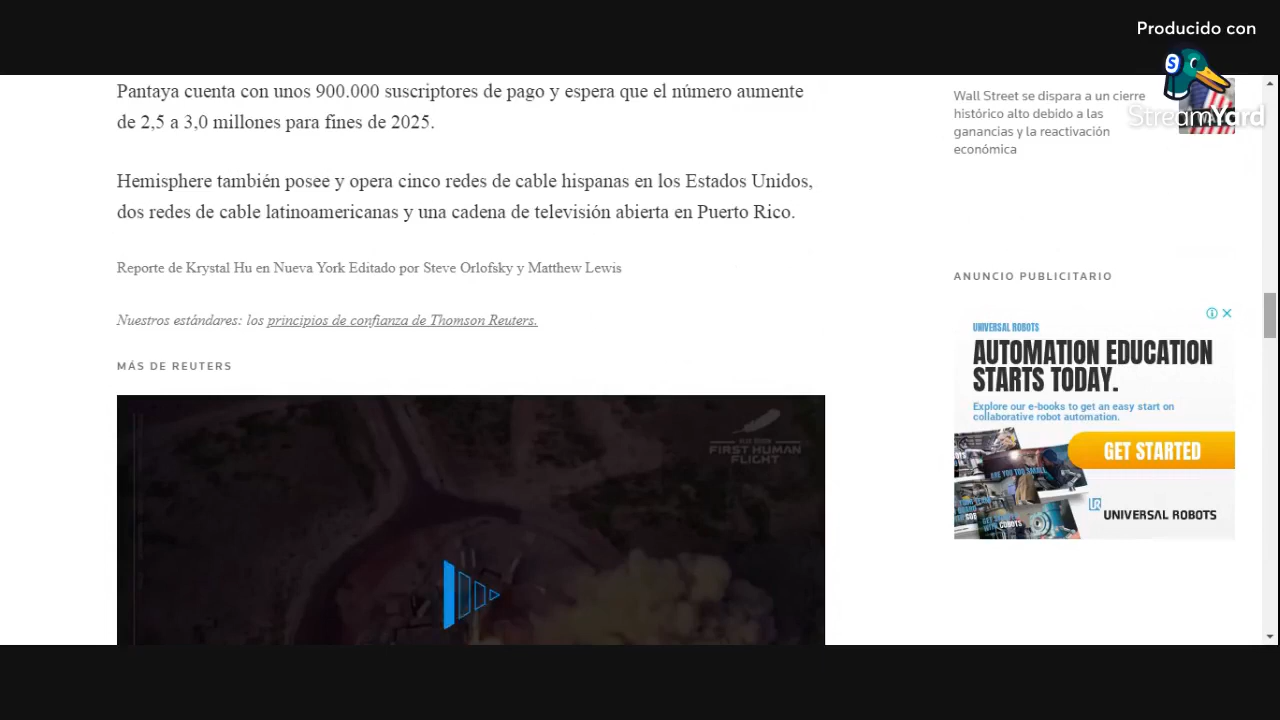 Producido con
StreamYard
Pantaya cuenta con unos 900.000 suscriptores de pago y espera que el número aumente
de 2,5 a 3,0 millones para fines de 2025.
Hemisphere también posee y opera cinco redes de cable hispanas en los Estados Unidos,
dos redes de cable latinoamericanas y una cadena de televisión abierta en Puerto Rico.
Reporte de Krystal Hu en Nueva York Editado por Steve Orlofsky y Matthew Lewis
Nuestros estándares: los principios de confianza de Thomson Reuters.
MÁS DE REUTERS
FIRST HUMAN
FLIGHT
Wall Street se dispara a un cierre
histórico alto debido a las
ganancias y la reactivación
económica
ANUNCIO PUBLICITARIO
UNIVERSAL ROBOTS
AUTOMATION EDUCATION
STARTS TODAY.
Explore our e-books to get an easy start on
collaborative robot automation.
GET STARTED
ARE YOU TOO SMALL
UR
UNIVERSAL ROBOTS